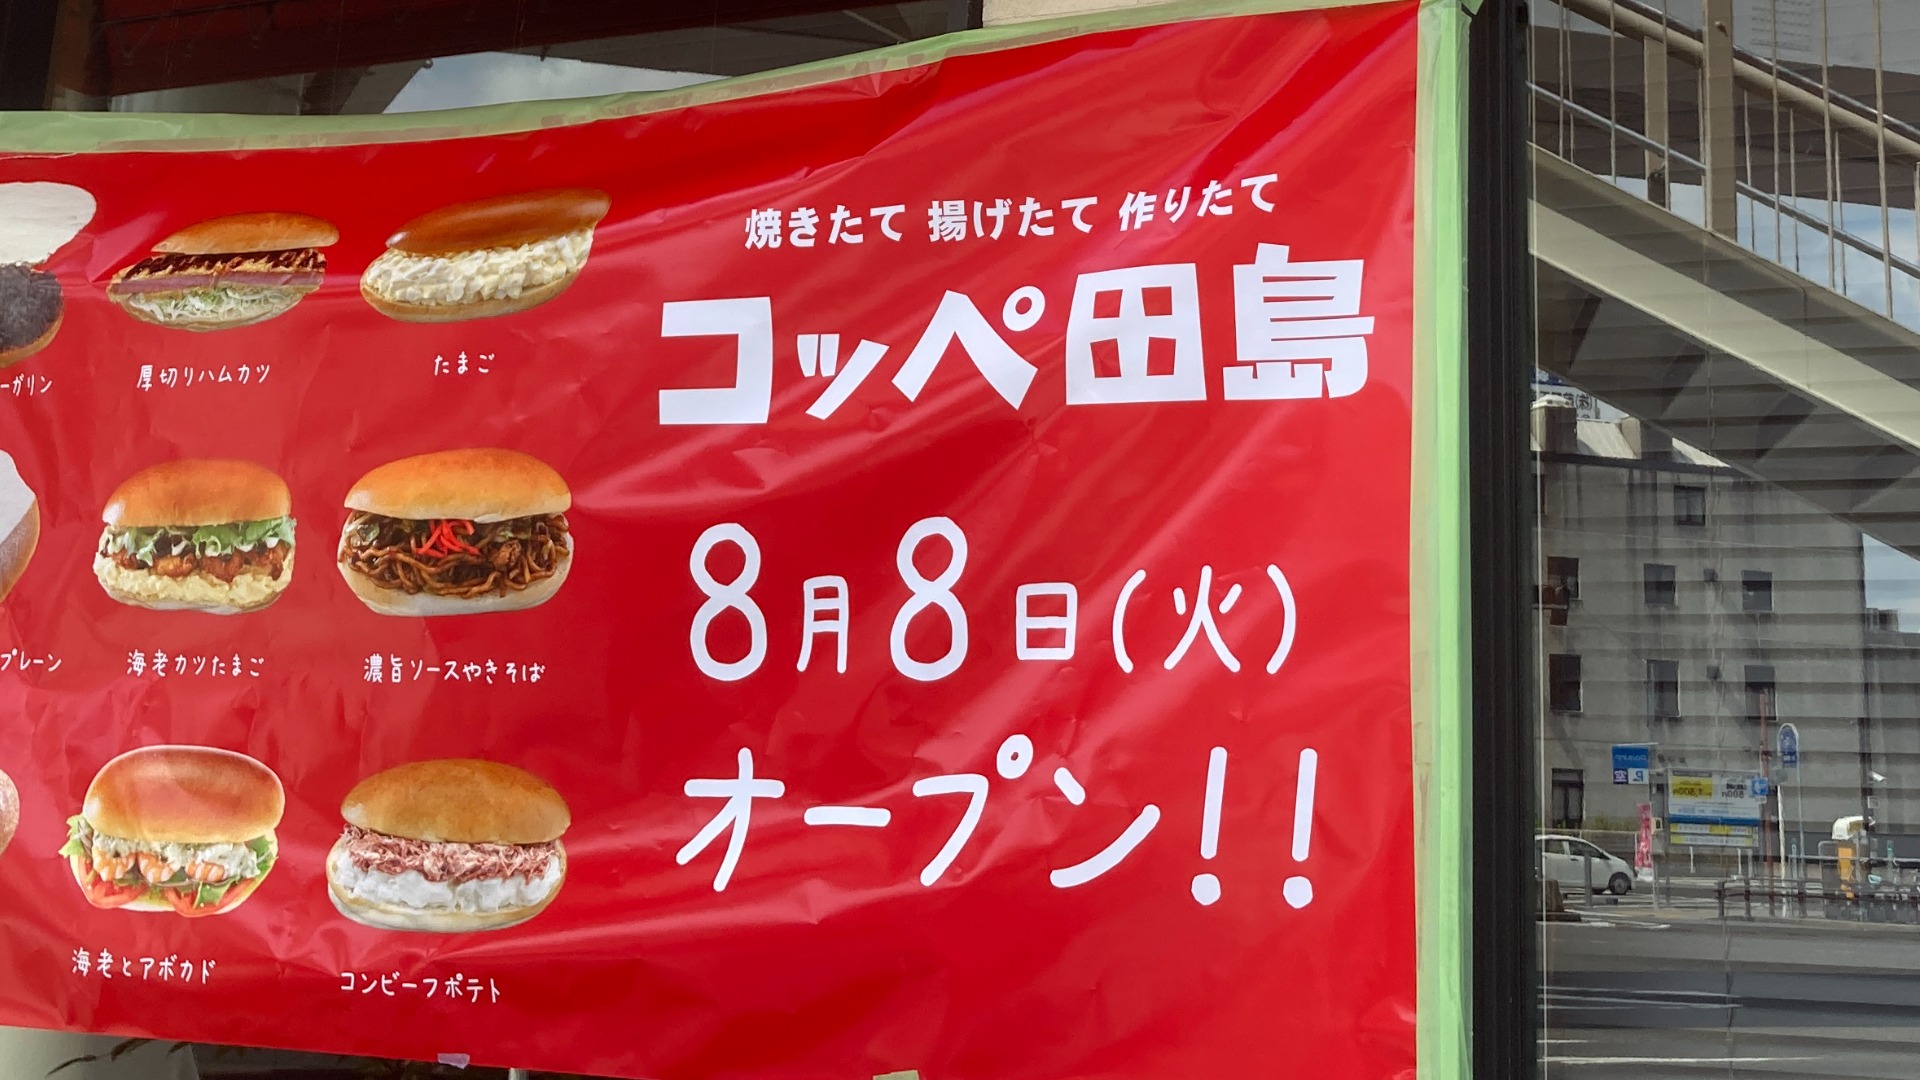 焼きたて 揚げたて 作りたて
コッペ田島
8月8日(火)
オープン!!
ーガリン
厚切りハムカツ
たまご
プレーン
海老カツたまご
濃旨ソースやきそば
海老とアボカド
コンビーフポテト